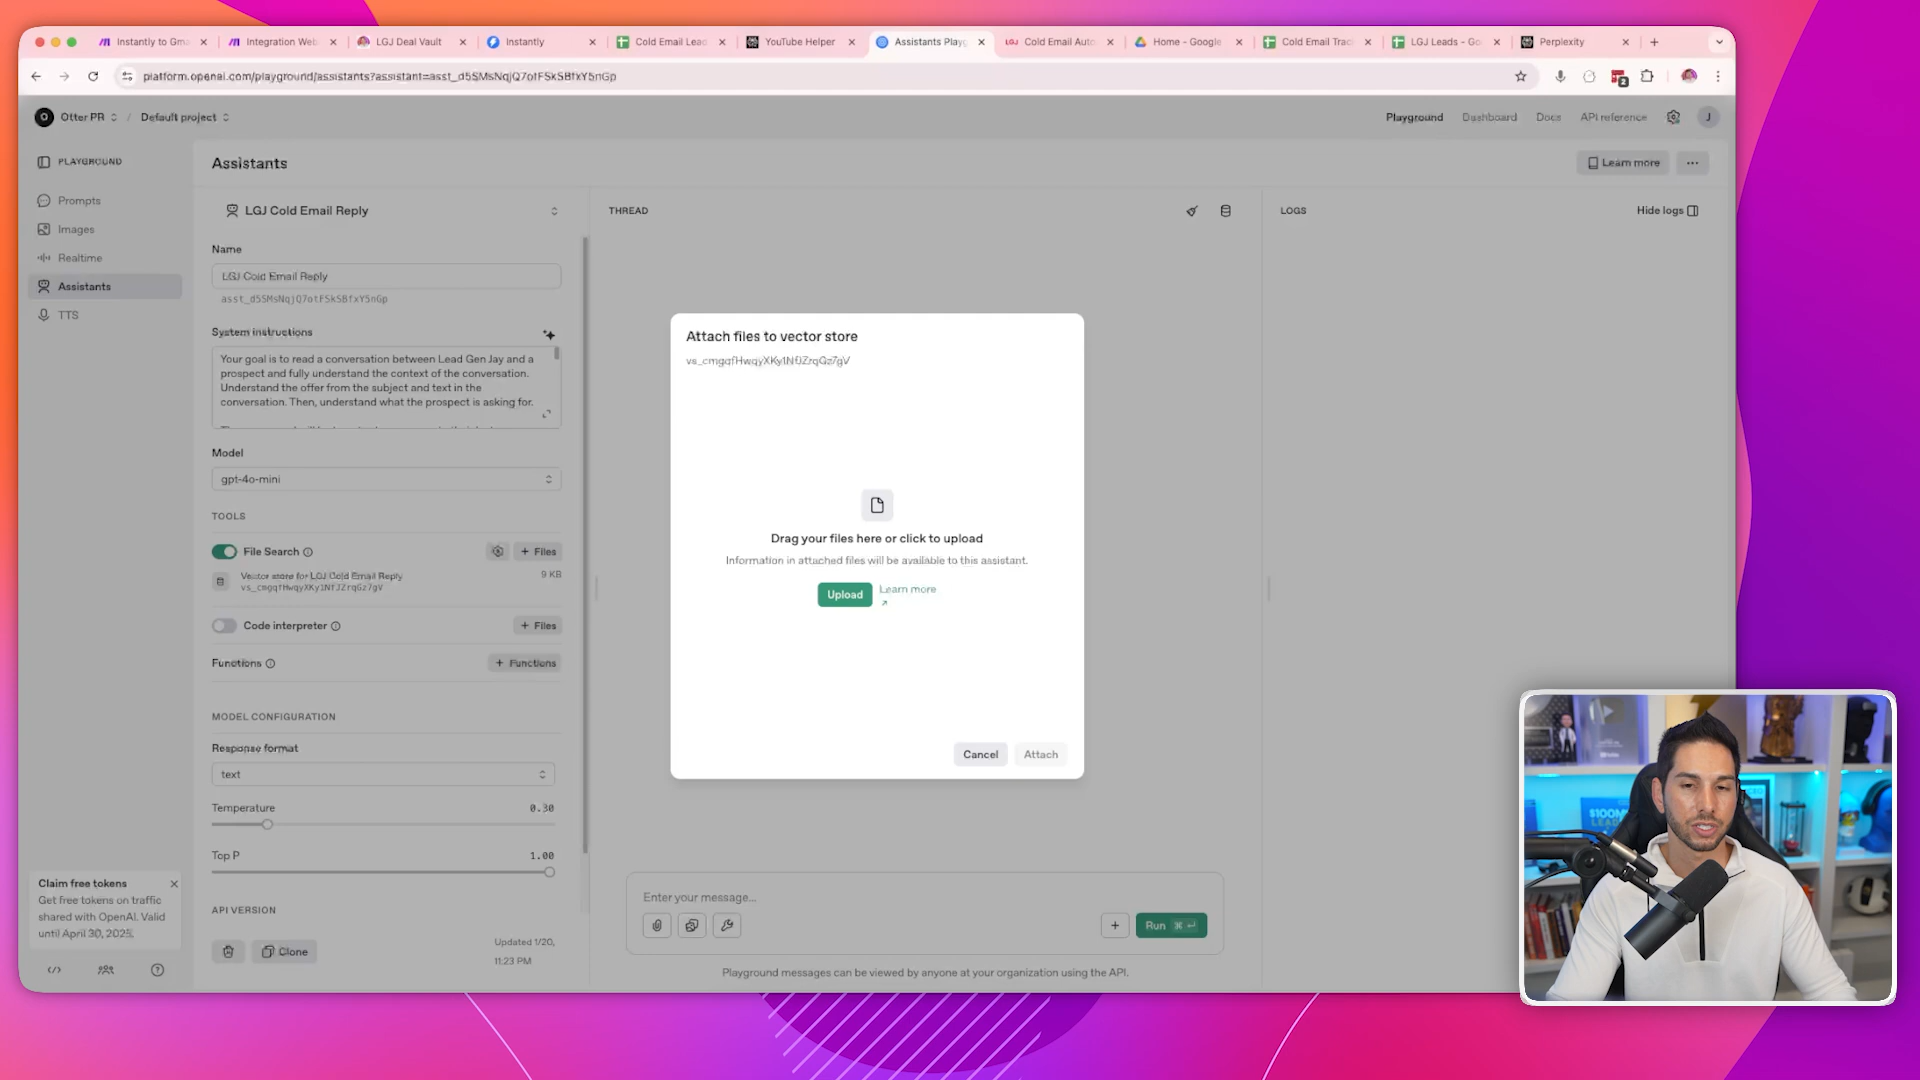 Instantly to Gma
Integration Web
LGJ Deal Vault
Instantly
Cold Email Lead
YouTube Helper
Assistants Playg
Cold Email Auto
Home - Google
Cold Email Trac
LGJ Leads - Go
Perplexity
platform.openai.com/playground/assistants?assistant=asst_d5SMsNqjQ7otFSkSBfxY5nGp
Otter PR / Default project
Playground
Dashboard
Docs
API reference
J
PLAYGROUND
Prompts
Images
Realtime
Assistants
TTS
Assistants
Learn more
LGJ Cold Email Reply
Name
LGJ Cold Email Reply
asst_d5SMsNqjQ7otFSkSBfxY5nGp
System instructions
Your goal is to read a conversation between Lead Gen Jay and a
prospect and fully understand the context of the conversation.
Understand the offer from the subject and text in the
conversation. Then, understand what the prospect is asking for.
Model
gpt-4o-mini
TOOLS
File Search
+ Files
Vector store for LGJ Cold Email Reply
9 KB
vs_cmgqfHwqyXKy1NfJZrqGz7gV
Code interpreter
+ Files
Functions
+ Functions
MODEL CONFIGURATION
Response format
text
Temperature
0.30
Top P
1.00
API VERSION
Clone
Updated 1/20,
11:23 PM
Claim free tokens
Get free tokens on traffic
shared with OpenAI. Valid
until April 30, 2025.
THREAD
LOGS
Hide logs
Attach files to vector store
vs_cmgqfHwqyXKy1NfJZrqGz7gV
Drag your files here or click to upload
Information in attached files will be available to this assistant.
Upload
Learn more
Cancel
Attach
Enter your message...
Run
Playground messages can be viewed by anyone at your organization using the API.
$100M
LEADS